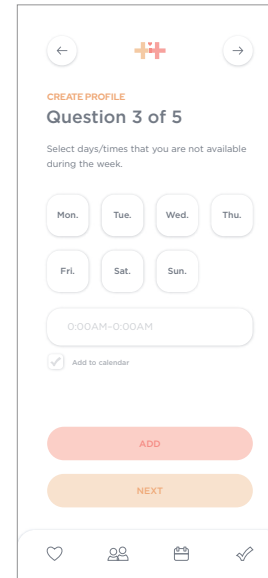 CREATE PROFILE
Question 3 of 5
Select days/times that you are not available
during the week.
Mon. Tue. Wed. Thu.
Fri. Sat. Sun.
0:00AM-0:00AM
Add to calendar
ADD
NEXT